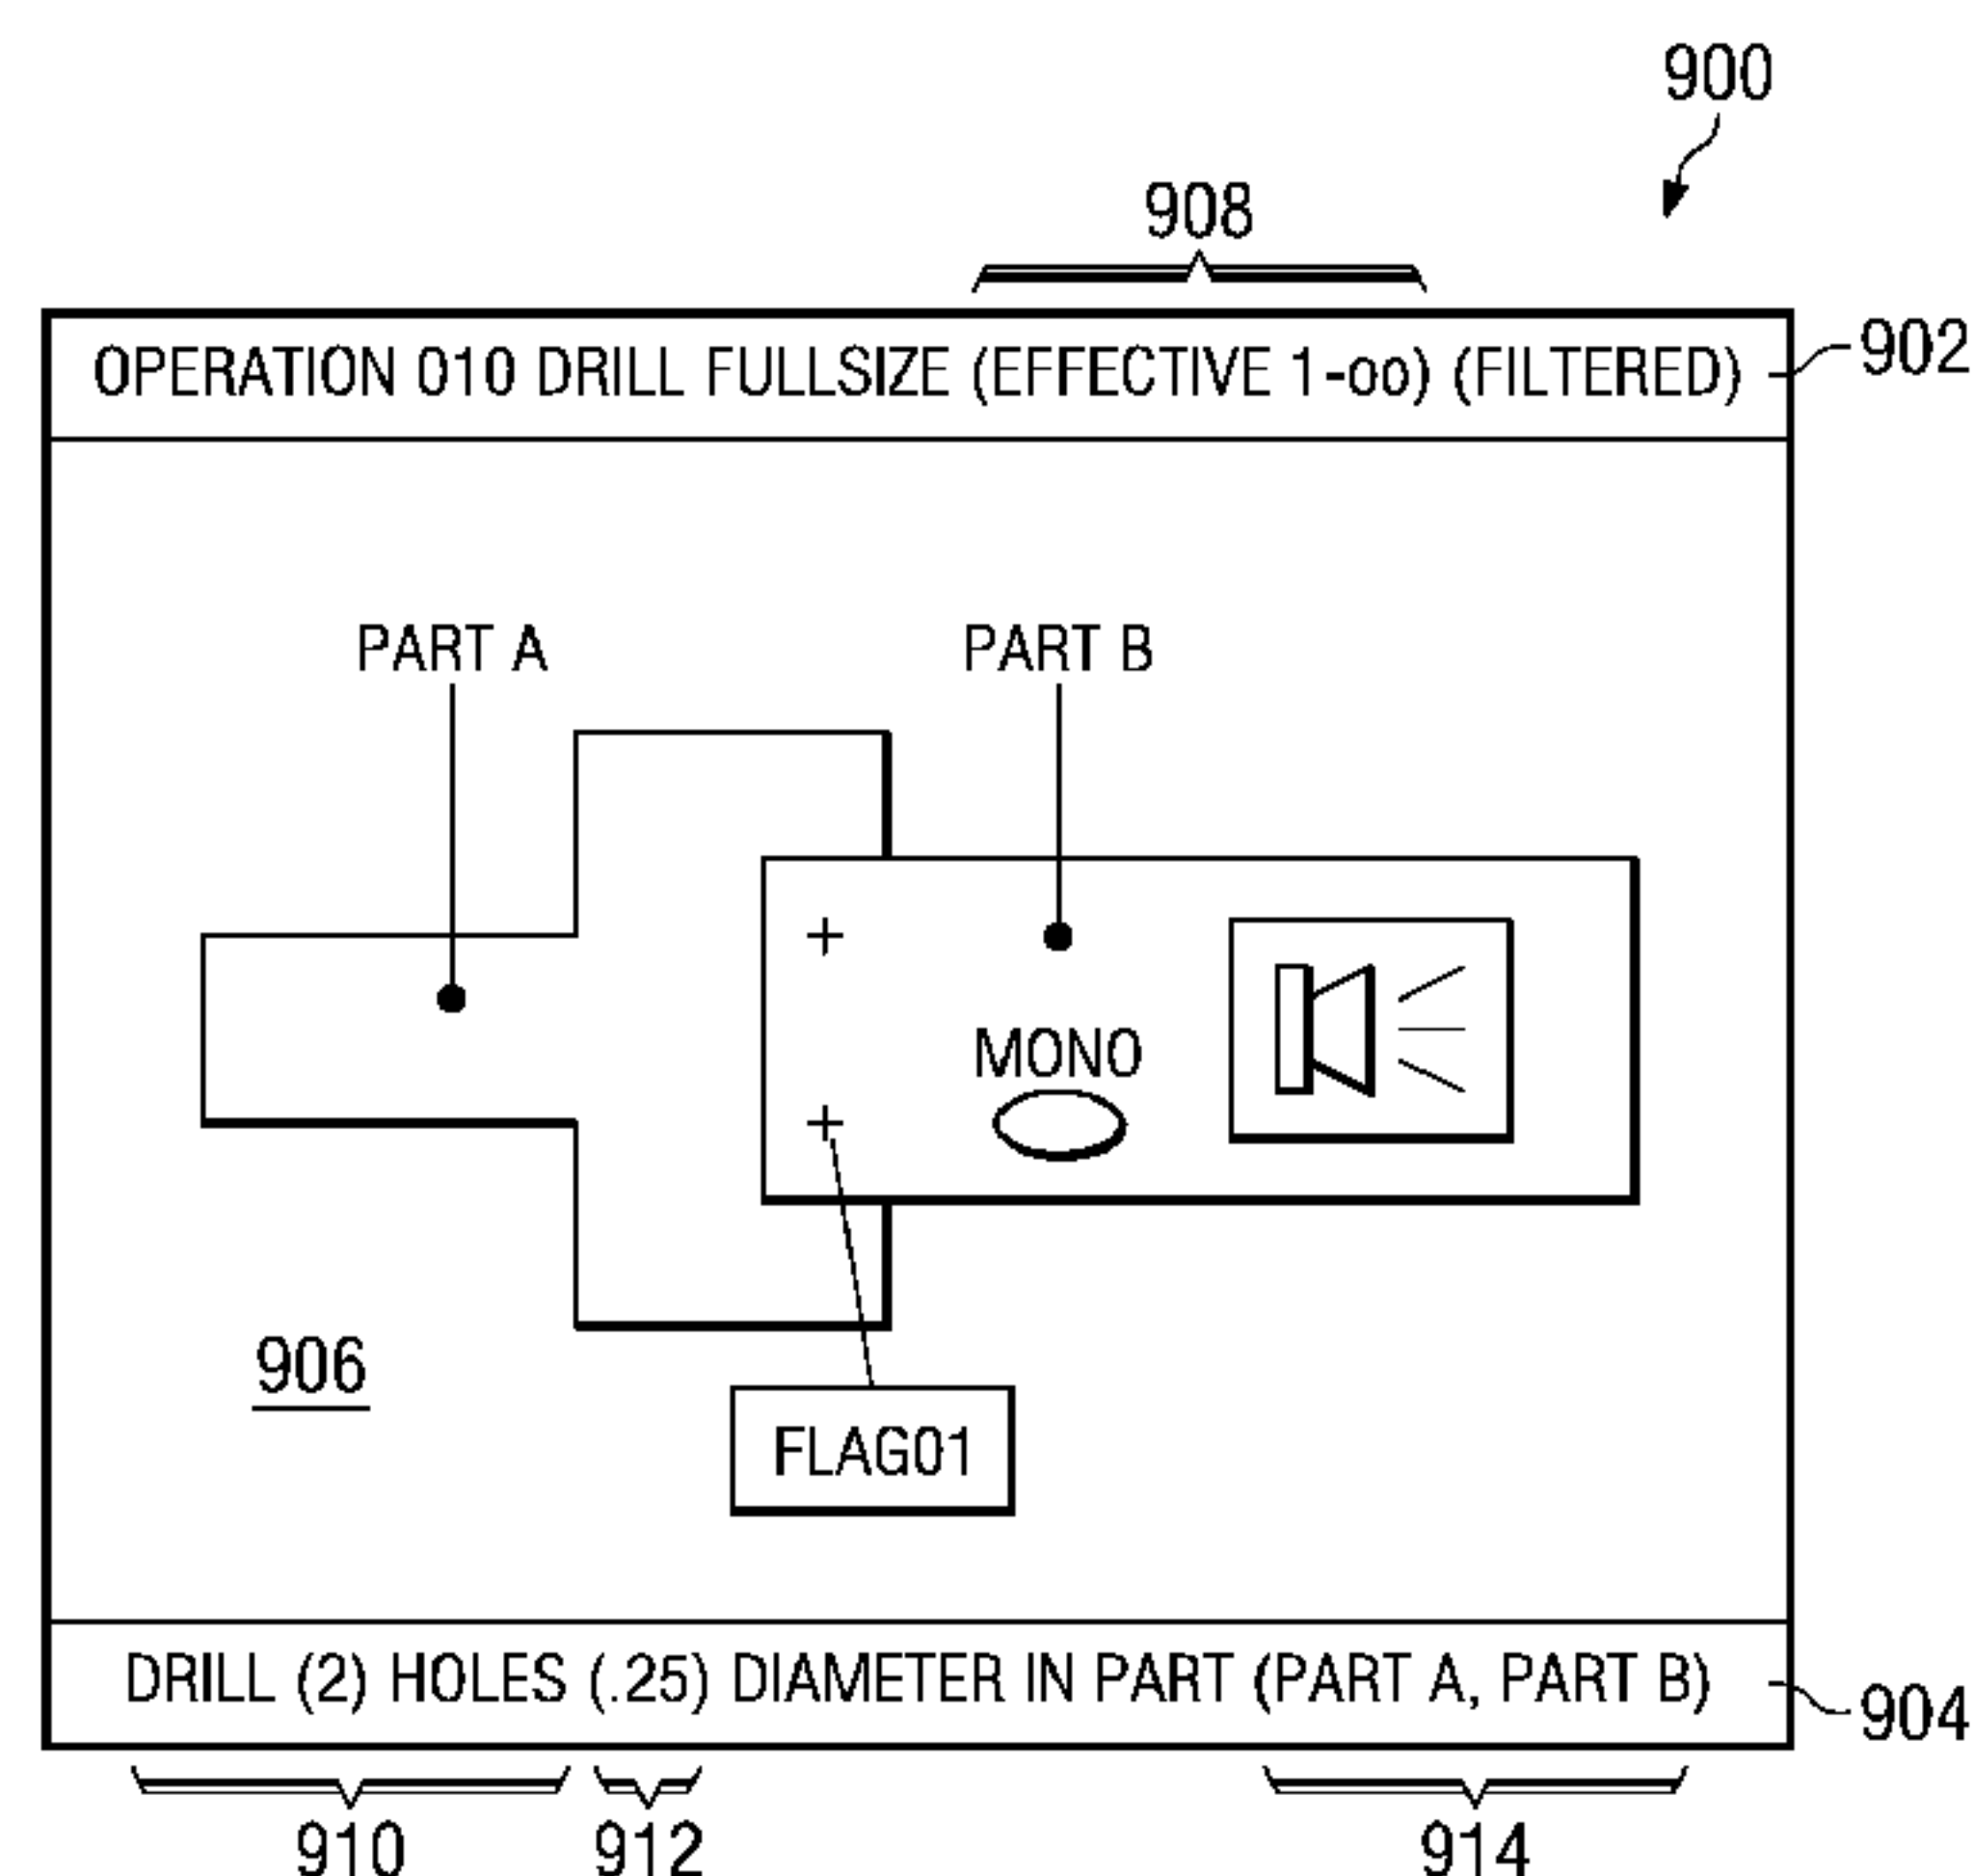 900
908
OPERATION 010 DRILL FULLSIZE (EFFECTIVE 1-oo) (FILTERED)
902
PART A
PART B
MONO
906
FLAG01
DRILL (2) HOLES (.25) DIAMETER IN PART (PART A, PART B)
904
910
912
914